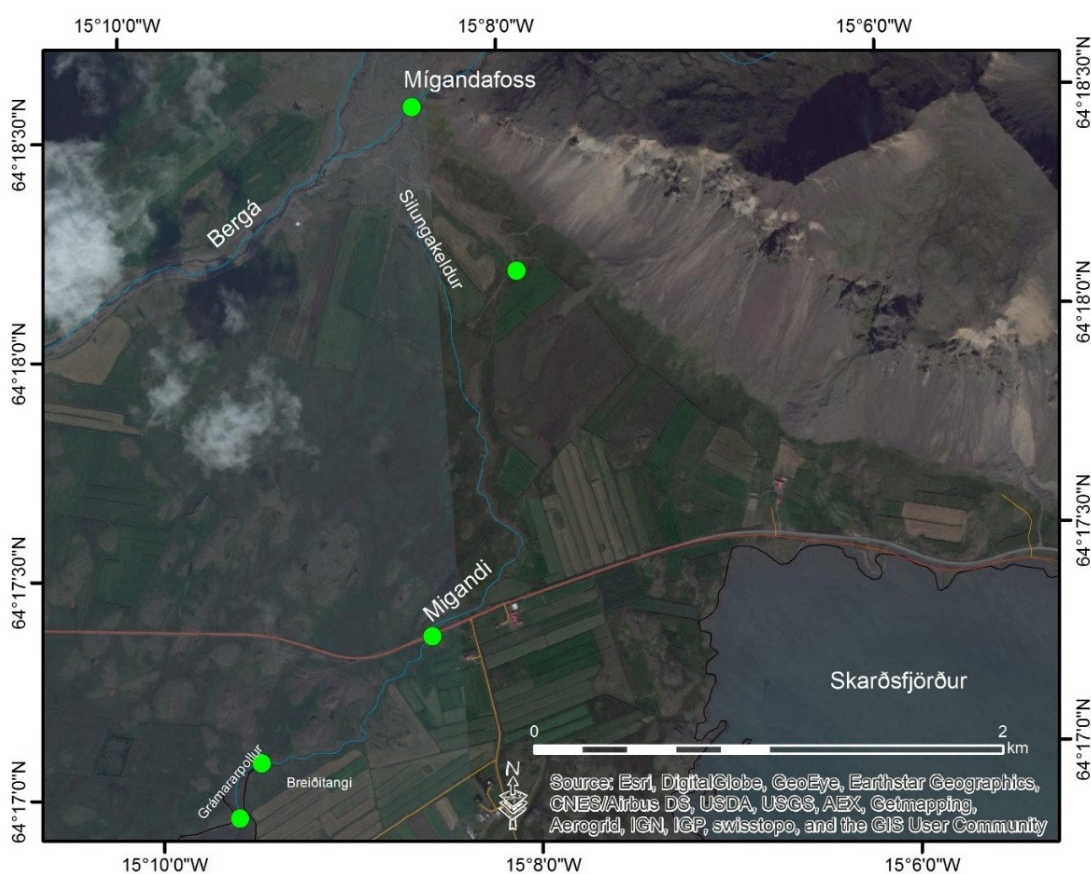 15°10'0"W
15°8'0"W
15°6'0"W
64°18'30"N
64°18'30"N
Mígandafoss
Bergá
Silungakeldur
64°18'0"N
64°18'0"N
64°17'30"N
64°17'30"N
Migandi
Skarðsfjörður
64°17'0"N
64°17'0"N
Grámararpollur
Breiðitangi
0
2
km
N
Source: Esri, DigitalGlobe, GeoEye, Earthstar Geographics,
CNES/Airbus DS, USDA, USGS, AEX, Getmapping,
Aerogrid, IGN, IGP, swisstopo, and the GIS User Community
15°10'0"W
15°8'0"W
15°6'0"W